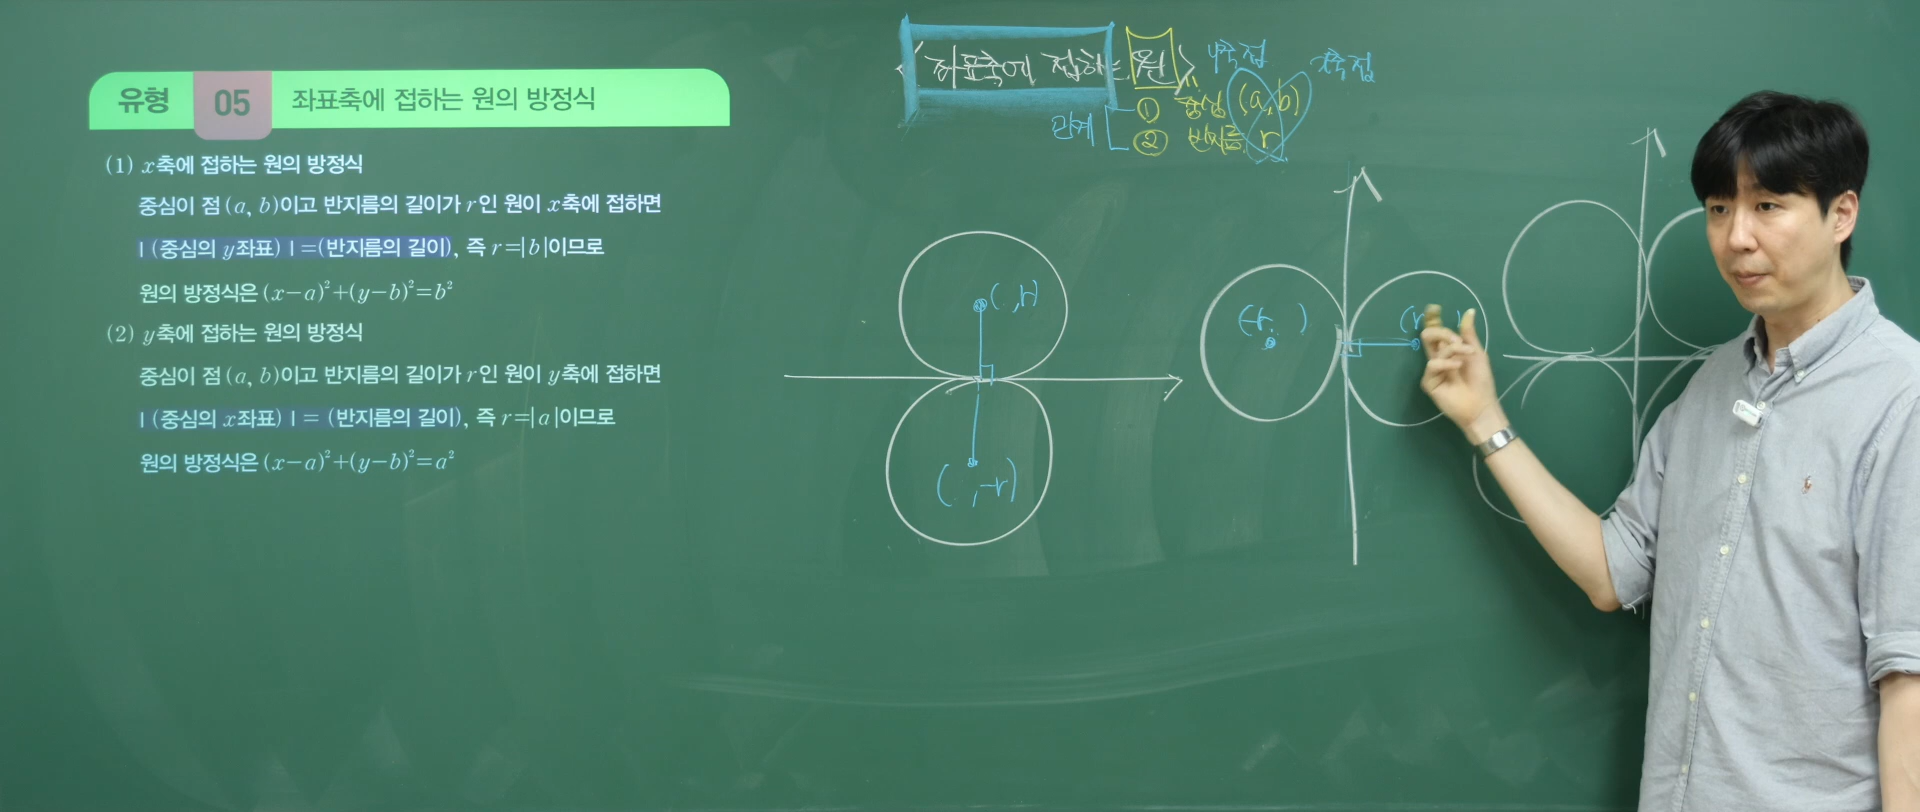 유형 05 좌표축에 접하는 원의 방정식
(1) x축에 접하는 원의 방정식
중심이 점 (a, b)이고 반지름의 길이가 r인 원이 x축에 접하면
|(중심의 y좌표)|=(반지름의 길이), 즉 r=|b|이므로
원의 방정식은 (x-a)²+(y-b)²=b²
(2) y축에 접하는 원의 방정식
중심이 점 (a, b)이고 반지름의 길이가 r인 원이 y축에 접하면
|(중심의 x좌표)|=(반지름의 길이), 즉 r=|a|이므로
원의 방정식은 (x-a)²+(y-b)²=a²
<좌표축에 접하는 원> y축접 x축접
관계 ① 중심 (a, b)
② 반지름 r
( , r)
( , -r)
(-r, )
(r )